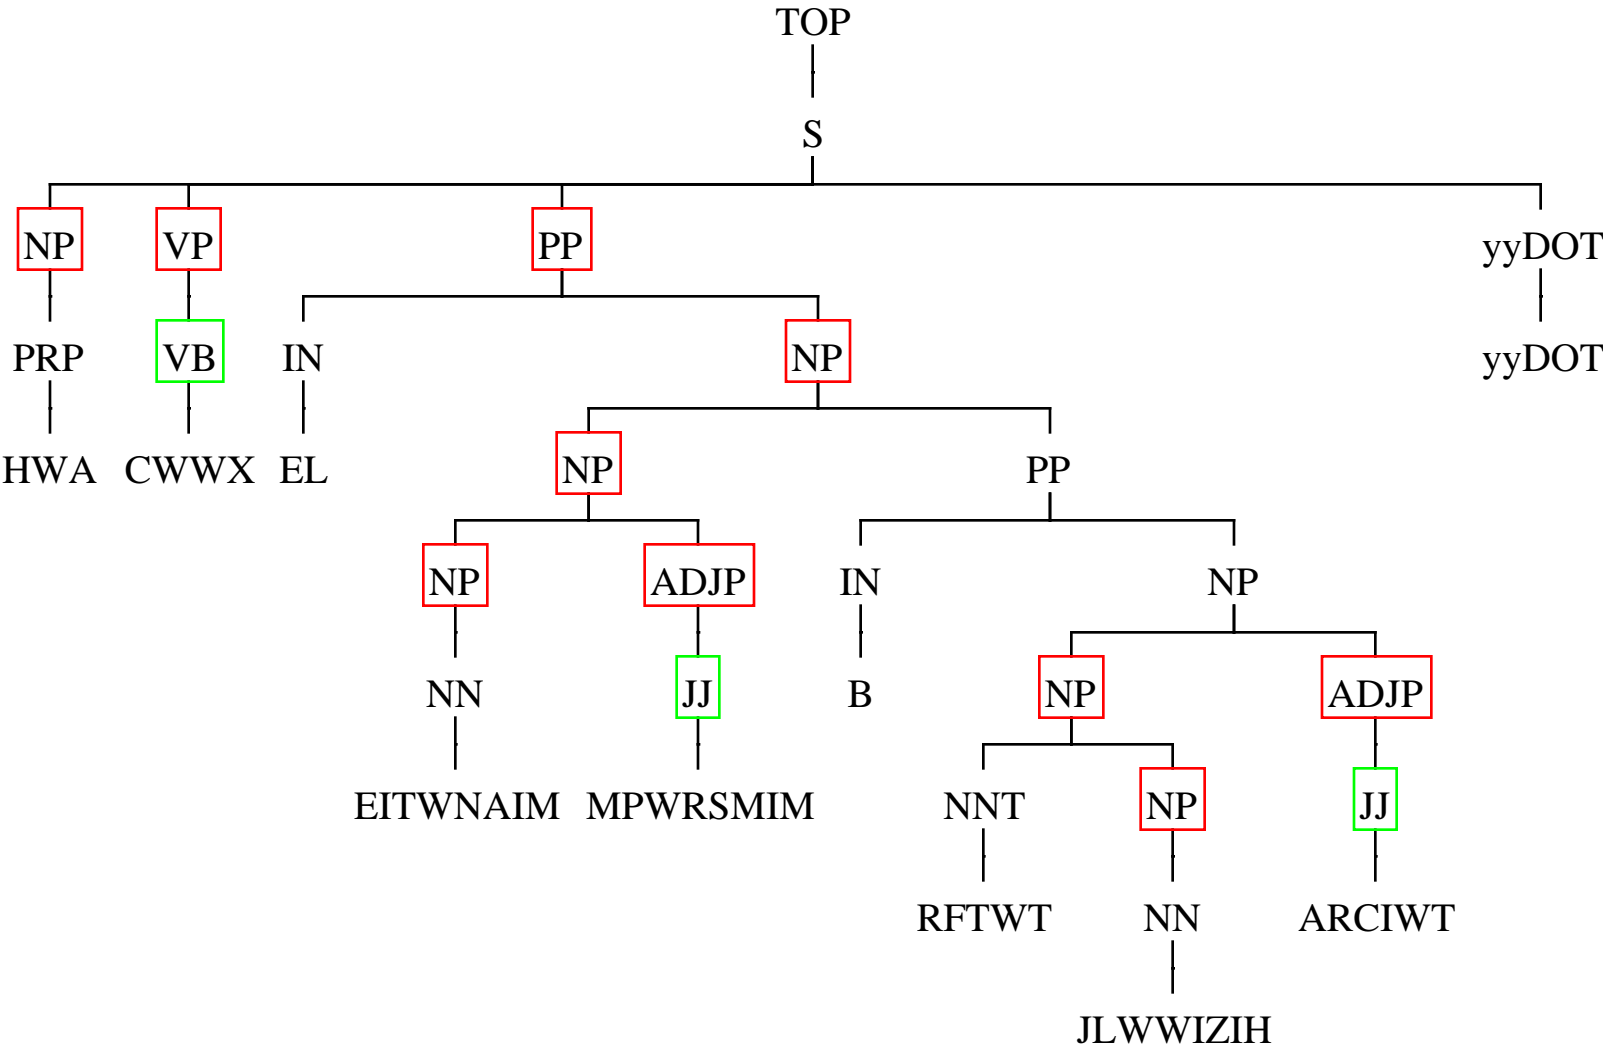 TOP
S
NP VP PP yyDOT
PRP VB IN NP yyDOT
HWA CWWX EL NP PP
NP ADJP IN NP
NN JJ B NP ADJP
EITWNAIM MPWRSMIM NNT NP JJ
RFTWT NN ARCIWT
JLWWIZIH